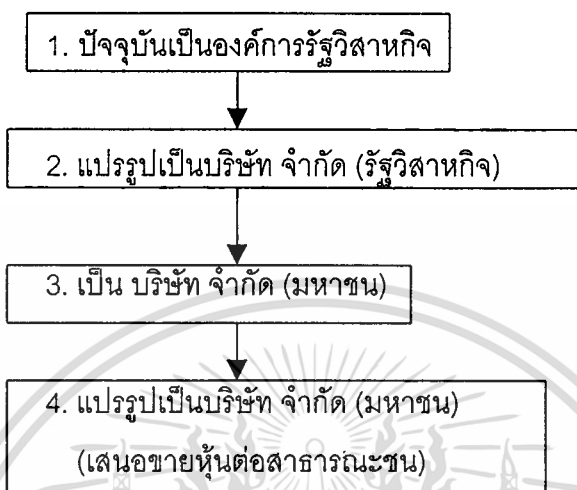 1. ปัจจุบันเป็นองค์การรัฐวิสาหกิจ
2. แปรรูปเป็นบริษัท จำกัด (รัฐวิสาหกิจ)
3. เป็น บริษัท จำกัด (มหาชน)
4. แปรรูปเป็นบริษัท จำกัด (มหาชน)
(เสนอขายหุ้นต่อสาธารณะชน)